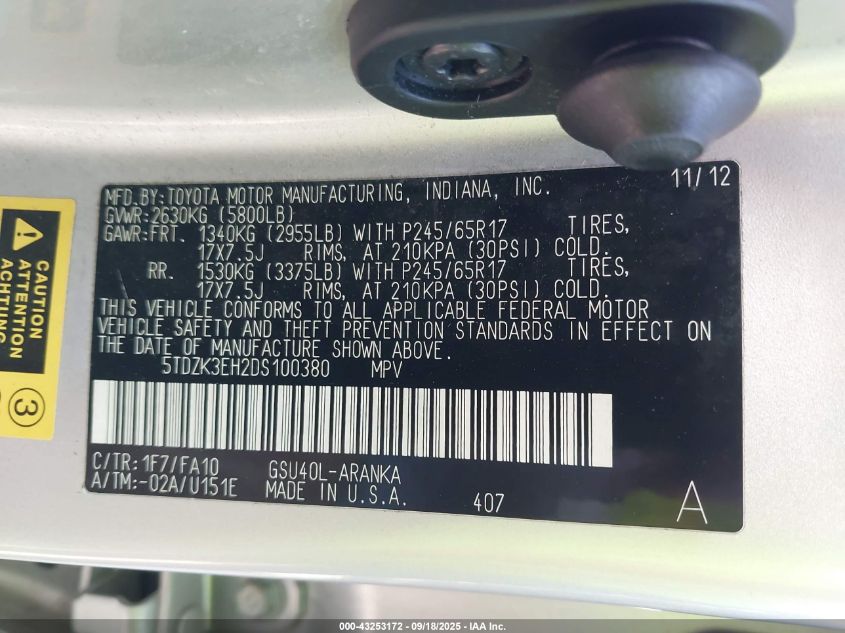 11/12
MFD.BY:TOYOTA MOTOR MANUFACTURING, INDIANA, INC.
GVWR:2630KG (5800LB)
GAWR:FRT. 1340KG (2955LB) WITH P245/65R17 TIRES,
17X7.5J RIMS, AT 210KPA (30PSI) COLD.
RR. 1530KG (3375LB) WITH P245/65R17 TIRES,
17X7.5J RIMS, AT 210KPA (30PSI) COLD.
THIS VEHICLE CONFORMS TO ALL APPLICABLE FEDERAL MOTOR
VEHICLE SAFETY AND THEFT PREVENTION STANDARDS IN EFFECT ON
THE DATE OF MANUFACTURE SHOWN ABOVE.
5TDZK3EH2DS100380 MPV
C/TR:1F7/FA10 GSU40L-ARANKA
A/TM:-02A/U151E MADE IN U.S.A. 407
A
CAUTION
ATTENTION
ACHTUNG
3
000-43253172 - 09/18/2025 - IAA Inc.